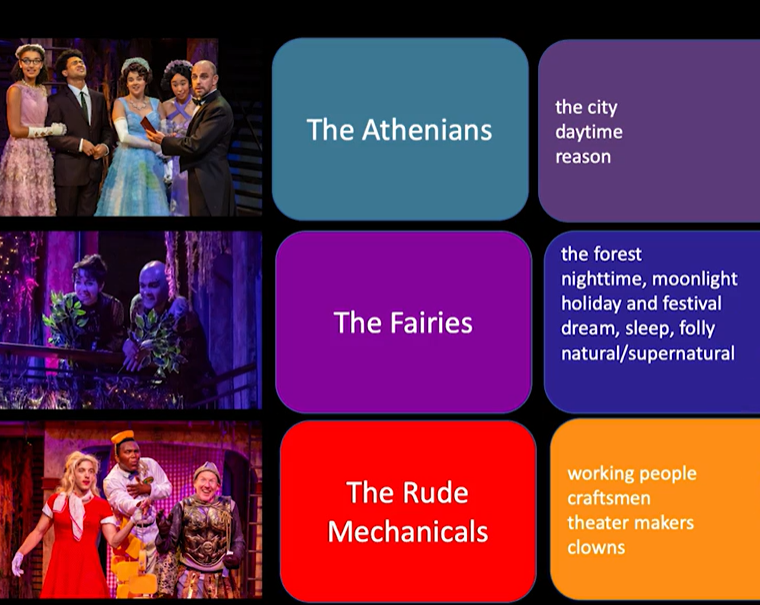 The Athenians
the city
daytime
reason
The Fairies
the forest
nighttime, moonlight
holiday and festival
dream, sleep, folly
natural/supernatural
The Rude
Mechanicals
working people
craftsmen
theater makers
clowns